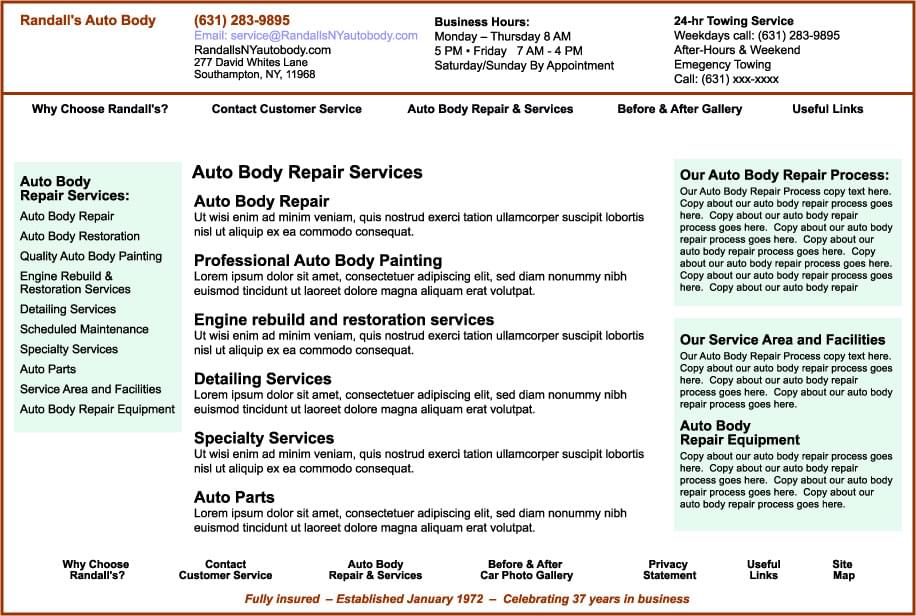 Randall's Auto Body
(631) 283-9895
Email: service@RandallsNYautobody.com
RandallsNYautobody.com
277 David Whites Lane
Southampton, NY, 11968
Business Hours:
Monday – Thursday 8 AM
5 PM • Friday 7 AM - 4 PM
Saturday/Sunday By Appointment
24-hr Towing Service
Weekdays call: (631) 283-9895
After-Hours & Weekend
Emegency Towing
Call: (631) xxx-xxxx
Why Choose Randall's?
Contact Customer Service
Auto Body Repair & Services
Before & After Gallery
Useful Links
Auto Body
Repair Services:
Auto Body Repair
Auto Body Restoration
Quality Auto Body Painting
Engine Rebuild &
Restoration Services
Detailing Services
Scheduled Maintenance
Specialty Services
Auto Parts
Service Area and Facilities
Auto Body Repair Equipment
Auto Body Repair Services
Auto Body Repair
Ut wisi enim ad minim veniam, quis nostrud exerci tation ullamcorper suscipit lobortis
nisl ut aliquip ex ea commodo consequat.
Professional Auto Body Painting
Lorem ipsum dolor sit amet, consectetuer adipiscing elit, sed diam nonummy nibh
euismod tincidunt ut laoreet dolore magna aliquam erat volutpat.
Engine rebuild and restoration services
Ut wisi enim ad minim veniam, quis nostrud exerci tation ullamcorper suscipit lobortis
nisl ut aliquip ex ea commodo consequat.
Detailing Services
Lorem ipsum dolor sit amet, consectetuer adipiscing elit, sed diam nonummy nibh
euismod tincidunt ut laoreet dolore magna aliquam erat volutpat.
Specialty Services
Ut wisi enim ad minim veniam, quis nostrud exerci tation ullamcorper suscipit lobortis
nisl ut aliquip ex ea commodo consequat.
Auto Parts
Lorem ipsum dolor sit amet, consectetuer adipiscing elit, sed diam nonummy nibh
euismod tincidunt ut laoreet dolore magna aliquam erat volutpat.
Our Auto Body Repair Process:
Our Auto Body Repair Process copy text here.
Copy about our auto body repair process goes
here. Copy about our auto body repair
process goes here. Copy about our auto body
repair process goes here. Copy about our
auto body repair process goes here. Copy
about our auto body repair process goes here.
Copy about our auto body repair process goes
here. Copy about our auto body repair
Our Service Area and Facilities
Our Auto Body Repair Process copy text here.
Copy about our auto body repair process goes
here. Copy about our auto body repair
process goes here. Copy about our auto body
repair process goes here.
Auto Body
Repair Equipment
Copy about our auto body repair process goes
here. Copy about our auto body repair
process goes here. Copy about our auto body
repair process goes here. Copy about our
auto body repair process goes here.
Why Choose
Randall's?
Contact
Customer Service
Auto Body
Repair & Services
Before & After
Car Photo Gallery
Privacy
Statement
Useful
Links
Site
Map
Fully insured – Established January 1972 – Celebrating 37 years in business